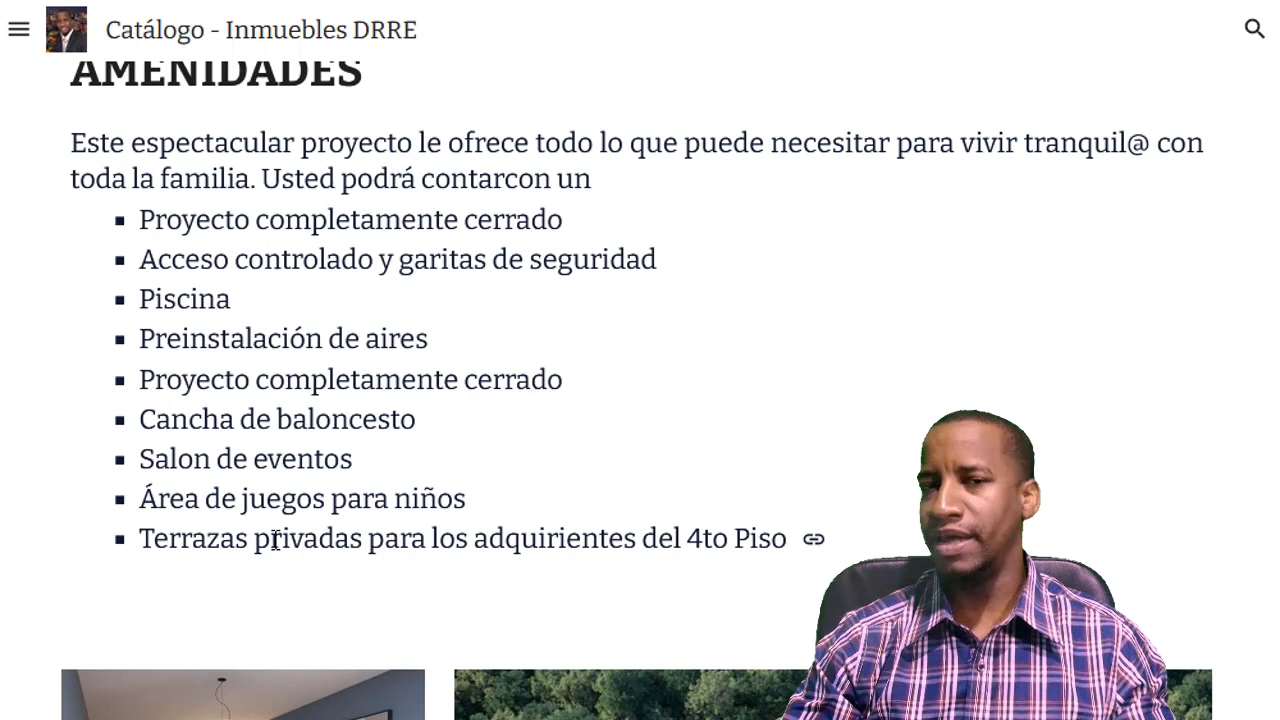 Catálogo - Inmuebles DRRE
AMENIDADES
Este espectacular proyecto le ofrece todo lo que puede necesitar para vivir tranquil@ con
toda la familia. Usted podrá contarcon un
Proyecto completamente cerrado
Acceso controlado y garitas de seguridad
Piscina
Preinstalación de aires
Proyecto completamente cerrado
Cancha de baloncesto
Salon de eventos
Área de juegos para niños
Terrazas privadas para los adquirientes del 4to Piso